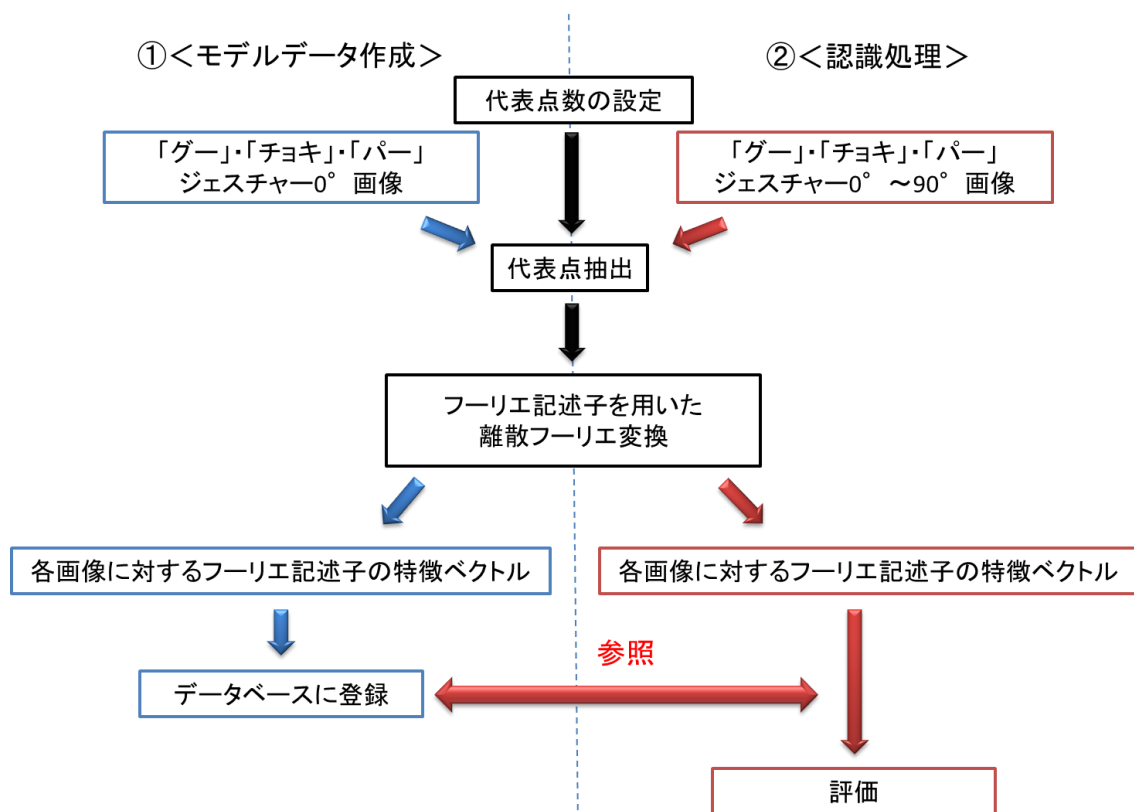 ①＜モデルデータ作成＞
②＜認識処理＞
代表点数の設定
「グー」・「チョキ」・「パー」
ジェスチャー0°画像
「グー」・「チョキ」・「パー」
ジェスチャー0°～90°画像
代表点抽出
フーリエ記述子を用いた
離散フーリエ変換
各画像に対するフーリエ記述子の特徴ベクトル
各画像に対するフーリエ記述子の特徴ベクトル
参照
データベースに登録
評価